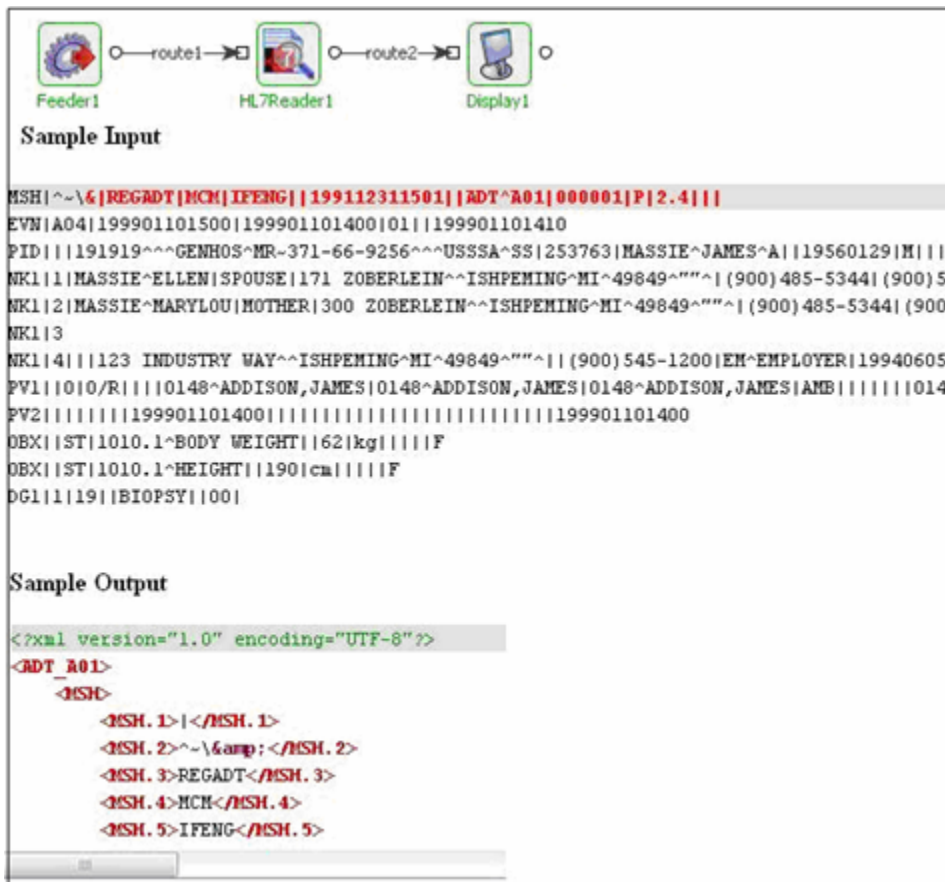 route1 route2
Feeder1 HL7Reader1 Display1
Sample Input
MSH|^~\&|REGADT|MCM|IFENG||199112311501||ADT^A01|000001|P|2.4|||
EVN|A04|199901101500|199901101400|01||199901101410
PID|||191919^^^GENHOS^MR~371-66-9256^^^USSSA^SS|253763|MASSIE^JAMES^A||19560129|M|||
NK1|1|MASSIE^ELLEN|SPOUSE|171 ZOBERLEIN^^ISHPEMING^MI^49849^""^|(900)485-5344|(900)5
NK1|2|MASSIE^MARYLOU|MOTHER|300 ZOBERLEIN^^ISHPEMING^MI^49849^""^|(900)485-5344|(900
NK1|3
NK1|4|||123 INDUSTRY WAY^^ISHPEMING^MI^49849^""^||(900)545-1200|EM^EMPLOYER|19940605
PV1||0|0/R||||0148^ADDISON,JAMES|0148^ADDISON,JAMES|0148^ADDISON,JAMES|AMB|||||||014
PV2||||||||199901101400||||||||||||||||||||||||||199901101400
OBX||ST|1010.1^BODY WEIGHT||62|kg|||||F
OBX||ST|1010.1^HEIGHT||190|cm|||||F
DG1|1|19||BIOPSY||00|
Sample Output
<?xml version="1.0" encoding="UTF-8"?>
<ADT_A01>
<MSH>
<MSH.1>|</MSH.1>
<MSH.2>^~\&amp;</MSH.2>
<MSH.3>REGADT</MSH.3>
<MSH.4>MCM</MSH.4>
<MSH.5>IFENG</MSH.5>